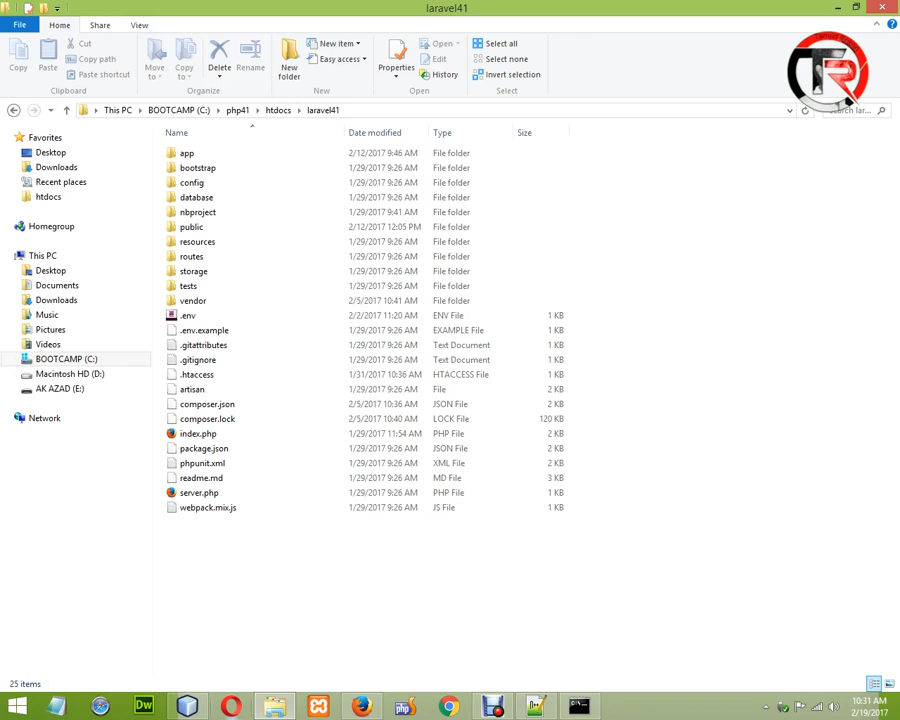 laravel41
File Home Share View
Copy Paste Cut Copy path Paste shortcut Move to Copy to Delete Rename New folder New item Easy access Properties Open Edit History Select all Select none Invert selection
Clipboard Organize New Open Select
This PC BOOTCAMP (C:) php41 htdocs laravel41
Name Date modified Type Size
Favorites
Desktop
Downloads
Recent places
htdocs
Homegroup
This PC
Desktop
Documents
Downloads
Music
Pictures
Videos
BOOTCAMP (C:)
Macintosh HD (D:)
AK AZAD (E:)
Network
app 2/12/2017 9:46 AM File folder
bootstrap 1/29/2017 9:26 AM File folder
config 1/29/2017 9:26 AM File folder
database 1/29/2017 9:26 AM File folder
nbproject 1/29/2017 9:41 AM File folder
public 2/12/2017 12:05 PM File folder
resources 1/29/2017 9:26 AM File folder
routes 1/29/2017 9:26 AM File folder
storage 1/29/2017 9:26 AM File folder
tests 1/29/2017 9:26 AM File folder
vendor 2/5/2017 10:41 AM File folder
.env 2/2/2017 11:20 AM ENV File 1 KB
.env.example 1/29/2017 9:26 AM EXAMPLE File 1 KB
.gitattributes 1/29/2017 9:26 AM Text Document 1 KB
.gitignore 1/29/2017 9:26 AM Text Document 1 KB
.htaccess 1/31/2017 10:36 AM HTACCESS File 1 KB
artisan 1/29/2017 9:26 AM File 2 KB
composer.json 2/5/2017 10:36 AM JSON File 2 KB
composer.lock 2/5/2017 10:40 AM LOCK File 120 KB
index.php 1/29/2017 11:54 AM PHP File 2 KB
package.json 1/29/2017 9:26 AM JSON File 2 KB
phpunit.xml 1/29/2017 9:26 AM XML File 2 KB
readme.md 1/29/2017 9:26 AM MD File 3 KB
server.php 1/29/2017 9:26 AM PHP File 1 KB
webpack.mix.js 1/29/2017 9:26 AM JS File 1 KB
25 items
Dw php
10:31 AM
2/19/2017